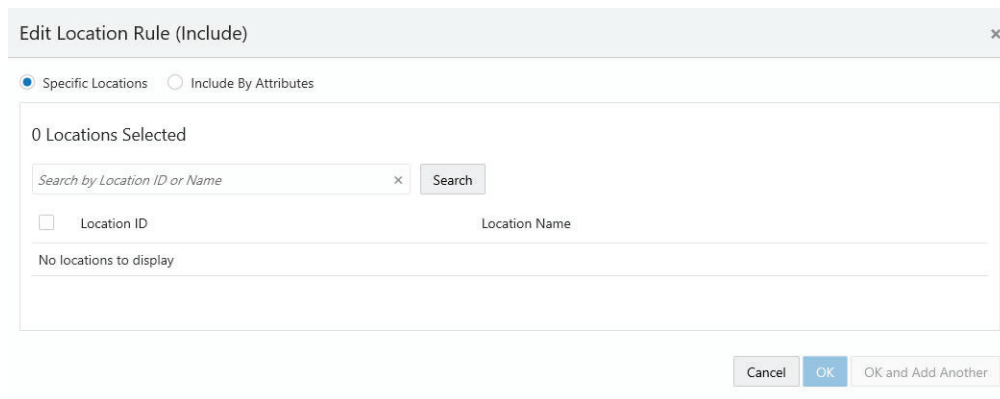 Edit Location Rule (Include)
Specific Locations Include By Attributes
0 Locations Selected
Search by Location ID or Name Search
Location ID Location Name
No locations to display
Cancel OK OK and Add Another